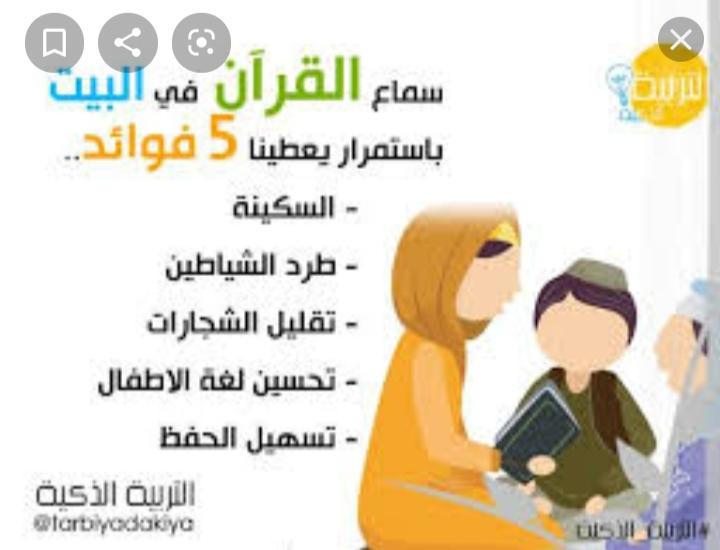 سماع القرآن في البيت
باستمرار يعطينا 5 فوائد..
- السكينة
- طرد الشياطين
- تقليل الشجارات
- تحسين لغة الاطفال
- تسهيل الحفظ
التربية الذكية
@tarbiyadakiya
#التربية_الذكية